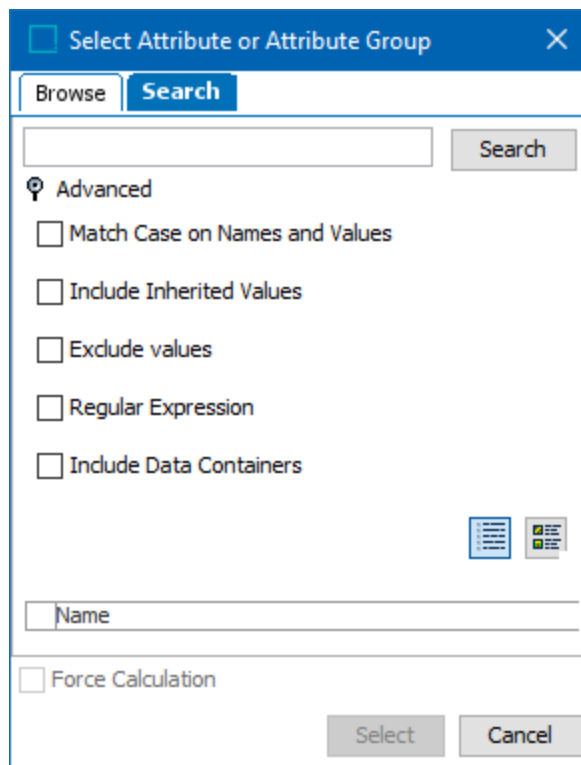 Select Attribute or Attribute Group
Browse Search
Search
Advanced
Match Case on Names and Values
Include Inherited Values
Exclude values
Regular Expression
Include Data Containers
Name
Force Calculation
Select Cancel